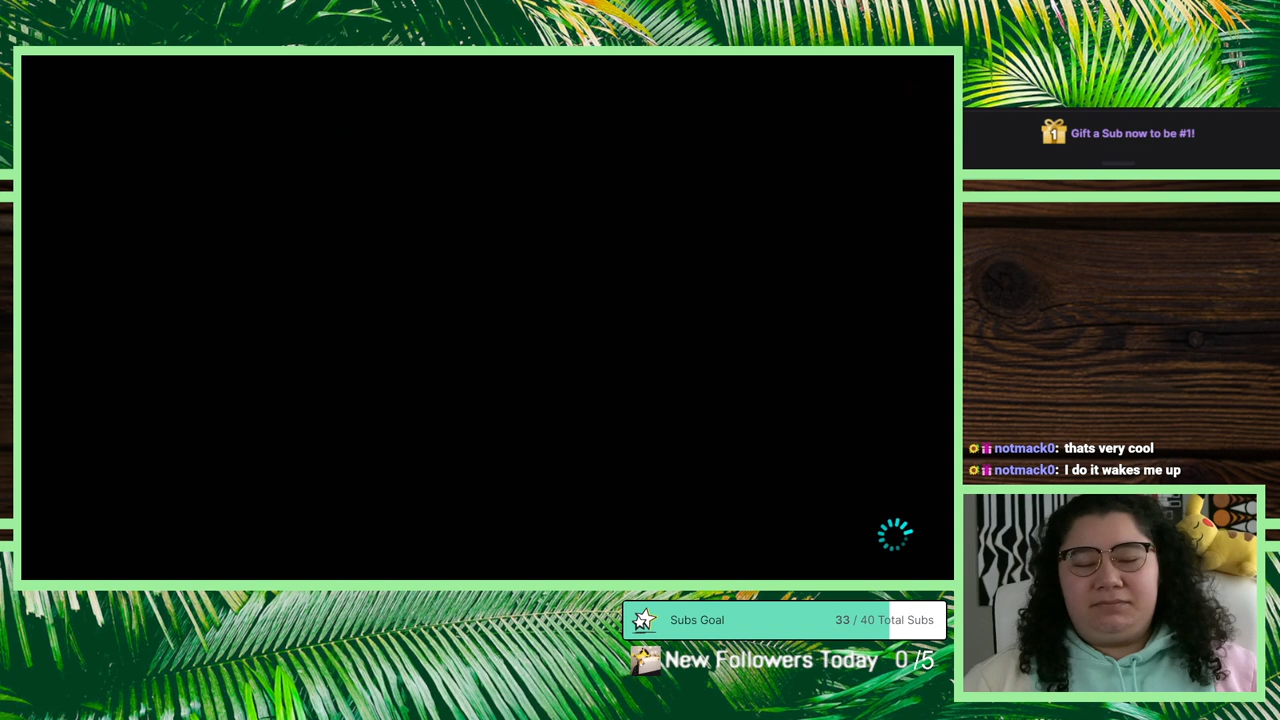 1 Gift a Sub now to be #1!
notmack0: thats very cool
notmack0: I do it wakes me up
Subs Goal 33 / 40 Total Subs
New Followers Today 0 /5